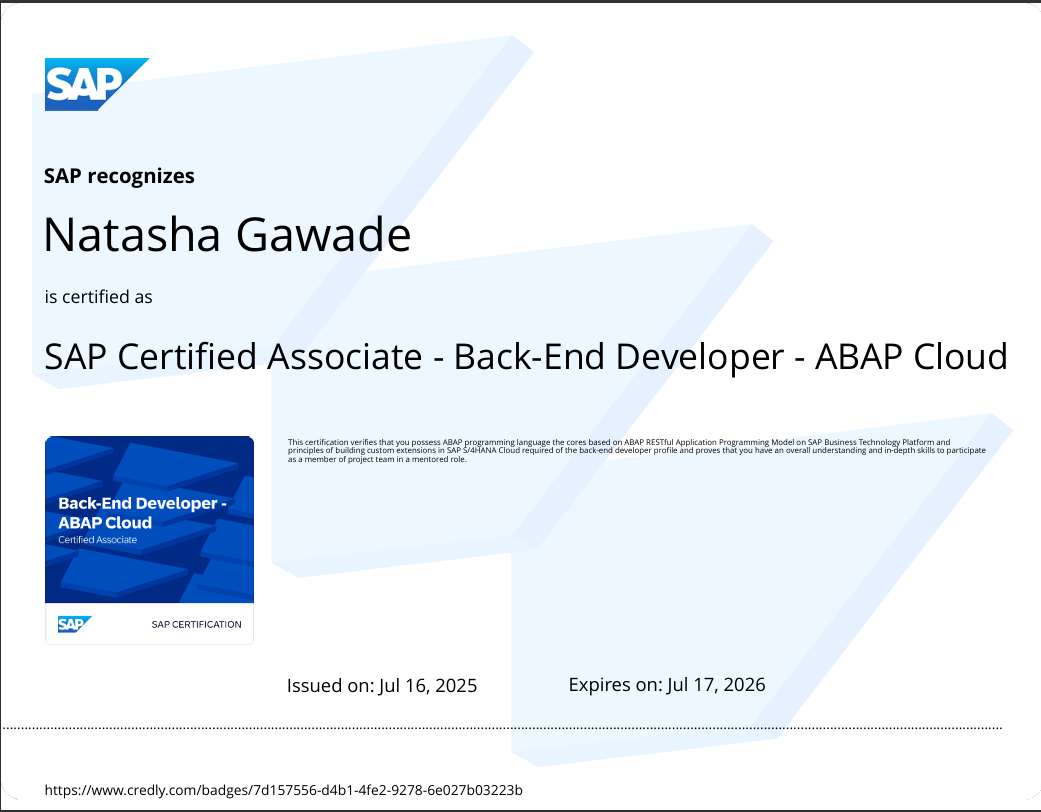 SAP
SAP recognizes
Natasha Gawade
is certified as
SAP Certified Associate - Back-End Developer - ABAP Cloud
Back-End Developer -
ABAP Cloud
Certified Associate
SAP
SAP CERTIFICATION
This certification verifies that you possess ABAP programming language the cores based on ABAP RESTful Application Programming Model on SAP Business Technology Platform and
principles of building custom extensions in SAP S/4HANA Cloud required of the back-end developer profile and proves that you have an overall understanding and in-depth skills to participate
as a member of project team in a mentored role.
Issued on: Jul 16, 2025
Expires on: Jul 17, 2026
https://www.credly.com/badges/7d157556-d4b1-4fe2-9278-6e027b03223b